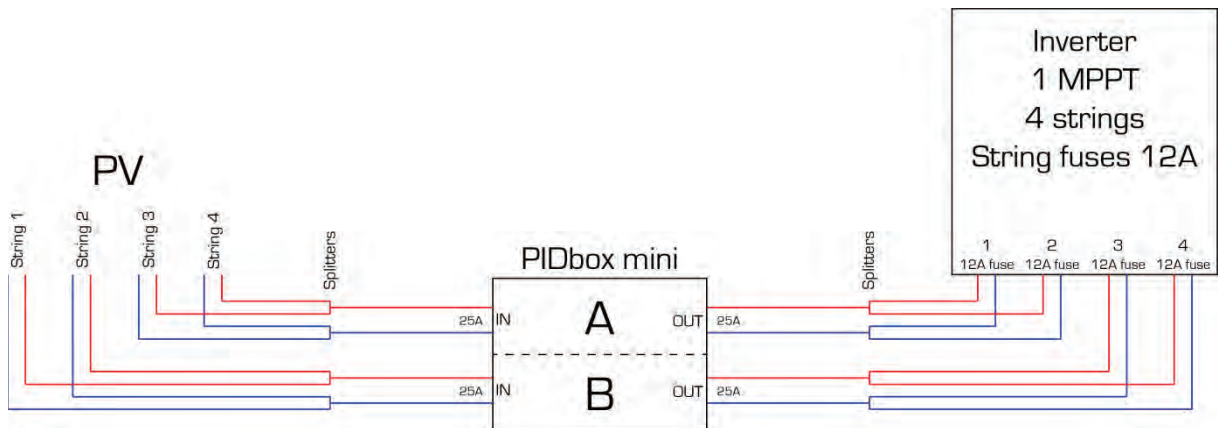 Inverter
1 MPPT
4 strings
String fuses 12A
PV
String 1
String 2
String 3
String 4
Splitters
PIDbox mini
Splitters
1
2
3
4
12A fuse
12A fuse
12A fuse
12A fuse
25A
IN
A
OUT
25A
25A
IN
B
OUT
25A